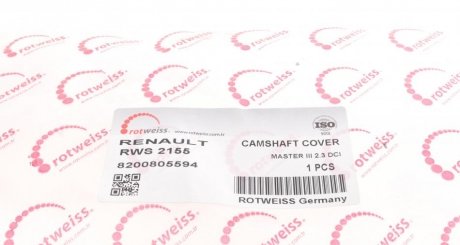 rotweiss
RENAULT
RWS 2155
8200805594
ISO
CAMSHAFT COVER
MASTER III 2.3 DCI
1 PCS
ROTWEISS Germany
rotweiss
rotweiss
rotweiss
rotweiss
rotweiss
rotweiss